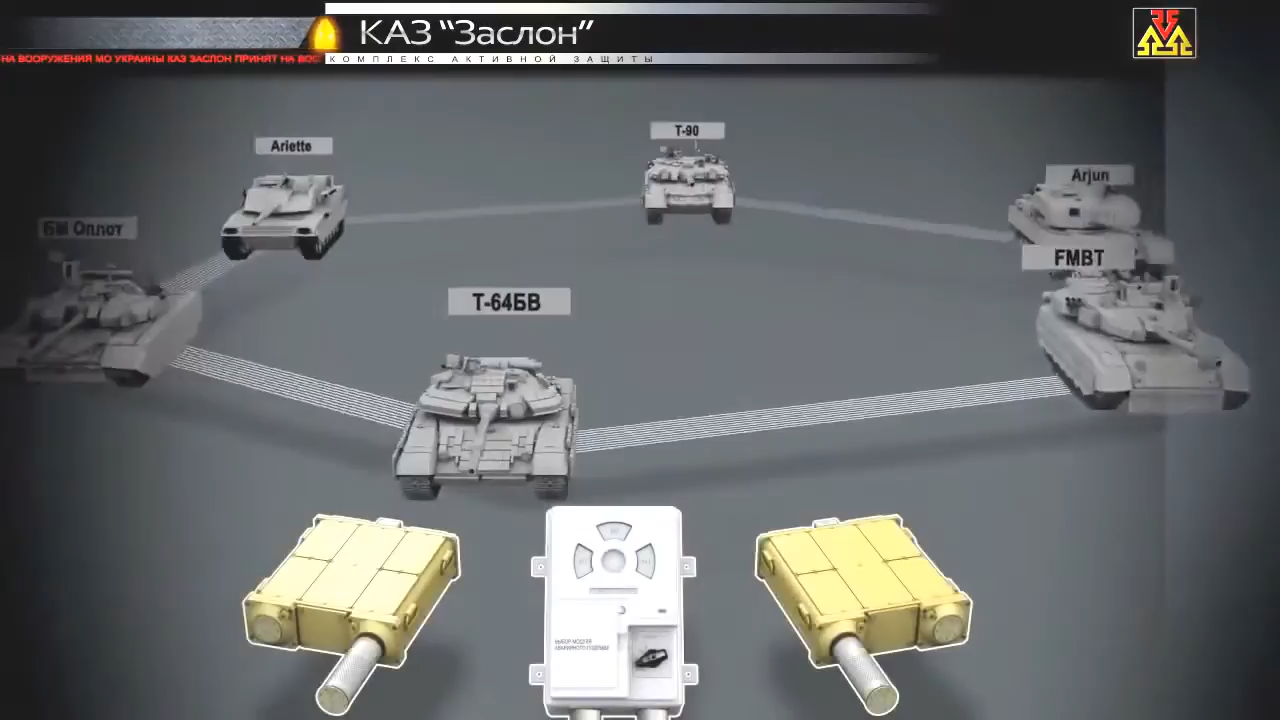 КАЗ "Заслон"
НА ВООРУЖЕНИЯ МО УКРАИНЫ КАЗ ЗАСЛОН ПРИНЯТ НА ВОС
КОМПЛЕКС АКТИВНОЙ ЗАЩИТЫ
Т-90
Ariette
Arjun
БМ Оплот
FMBT
Т-64БВ
ВЫБОР МОДУЛЯ